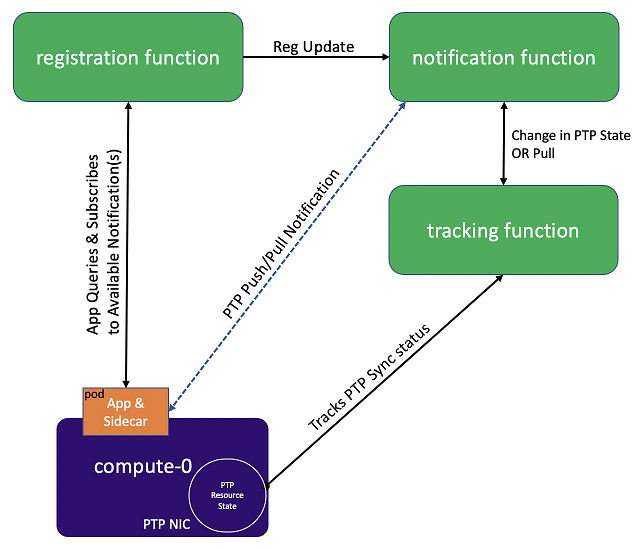 registration function
Reg Update
notification function
Change in PTP State
OR Pull
App Queries & Subscribes
to Available Notification(s)
PTP Push/Pull Notification
tracking function
Tracks PTP Sync status
pod
App &
Sidecar
compute-0
PTP
Resource
State
PTP NIC